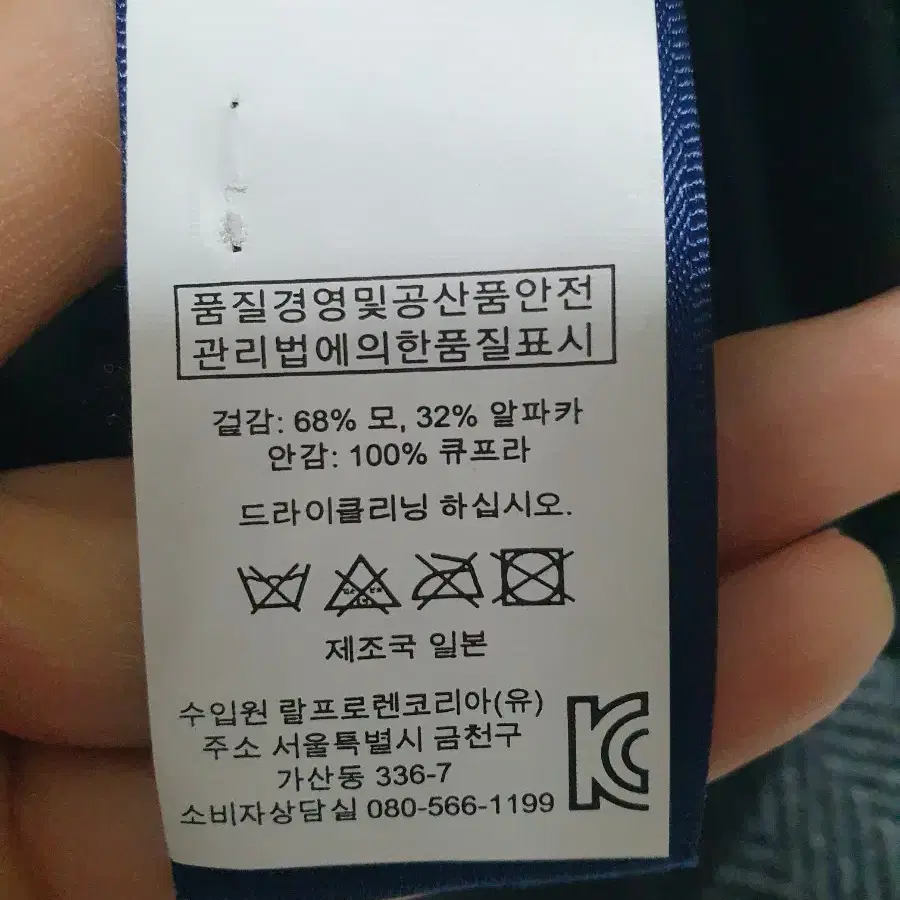 품질경영및공산품안전
관리법에의한품질표시
겉감: 68% 모, 32% 알파카
안감: 100% 큐프라
드라이클리닝 하십시오.
제조국 일본
수입원 랄프로렌코리아(유)
주소 서울특별시 금천구
가산동 336-7
소비자상담실 080-566-1199
KC